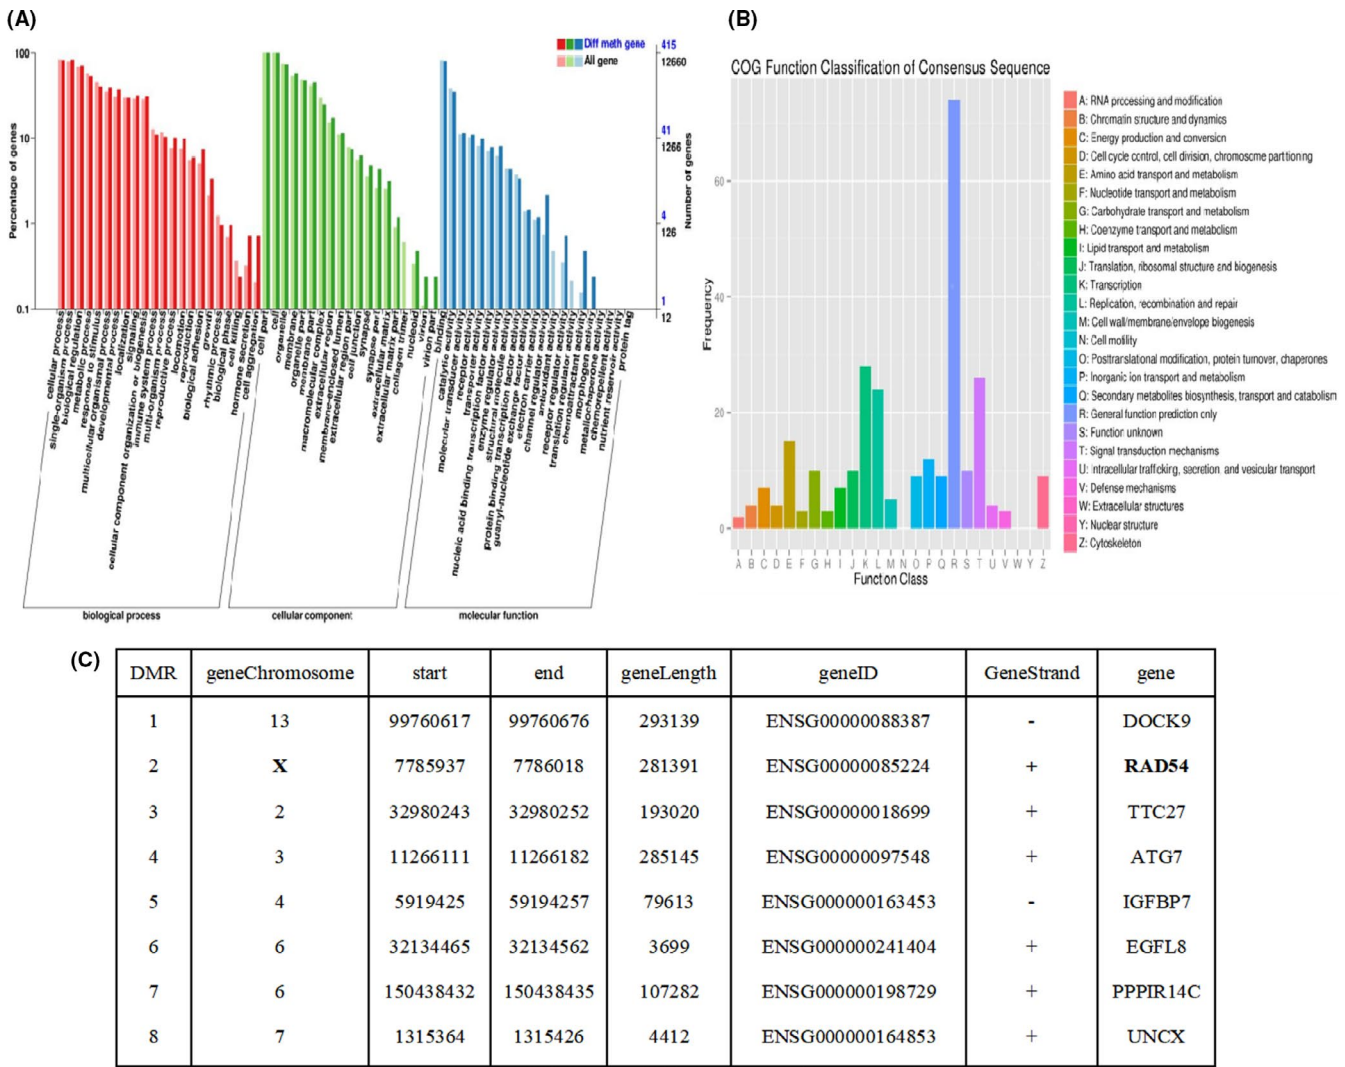 (A)
Diff meth gene
All gene
415
12660
41
1266
4
126
1
12
Number of genes
Percentage of genes
100
10
1
0.1
cellular process
single-organism process
biological regulation
metabolic process
response to stimulus
multicellular organismal process
developmental process
localization
signaling
cellular component organization or biogenesis
immune system process
multi-organism process
reproductive process
locomotion
reproduction
biological adhesion
growth
rhythmic process
biological phase
cell killing
hormone secretion
cell aggregation
cell part
cell
organelle
membrane
organelle part
membrane part
macromolecular complex
extracellular region
membrane-enclosed lumen
extracellular region part
cell junction
synapse
synapse part
extracellular matrix
extracellular matrix part
collagen trimer
nucleoid
virion
virion part
binding
catalytic activity
molecular transducer activity
receptor activity
transporter activity
nucleic acid binding transcription factor activity
enzyme regulator activity
structural molecule activity
protein binding transcription factor activity
guanyl-nucleotide exchange factor activity
electron carrier activity
channel regulator activity
antioxidant activity
receptor regulator activity
translation regulator activity
chemoattractant activity
morphogen activity
metallochaperone activity
chemorepellent activity
nutrient reservoir activity
protein tag
biological process
cellular component
molecular function
(B)
COG Function Classification of Consensus Sequence
Frequency
60
40
20
0
A B C D E F G H I J K L M N O P Q R S T U V W Y Z
Function Class
A: RNA processing and modification
B: Chromatin structure and dynamics
C: Energy production and conversion
D: Cell cycle control, cell division, chromosome partitioning
E: Amino acid transport and metabolism
F: Nucleotide transport and metabolism
G: Carbohydrate transport and metabolism
H: Coenzyme transport and metabolism
I: Lipid transport and metabolism
J: Translation, ribosomal structure and biogenesis
K: Transcription
L: Replication, recombination and repair
M: Cell wall/membrane/envelope biogenesis
N: Cell motility
O: Posttranslational modification, protein turnover, chaperones
P: Inorganic ion transport and metabolism
Q: Secondary metabolites biosynthesis, transport and catabolism
R: General function prediction only
S: Function unknown
T: Signal transduction mechanisms
U: Intracellular trafficking, secretion, and vesicular transport
V: Defense mechanisms
W: Extracellular structures
Y: Nuclear structure
Z: Cytoskeleton
(C)
DMR geneChromosome start end geneLength geneID GeneStrand gene
1 13 99760617 99760676 293139 ENSG00000088387 - DOCK9
2 X 7785937 7786018 281391 ENSG00000085224 + RAD54
3 2 32980243 32980252 193020 ENSG00000018699 + TTC27
4 3 11266111 11266182 285145 ENSG00000097548 + ATG7
5 4 5919425 59194257 79613 ENSG000000163453 - IGFBP7
6 6 32134465 32134562 3699 ENSG000000241404 + EGFL8
7 6 150438432 150438435 107282 ENSG000000198729 + PPPIR14C
8 7 1315364 1315426 4412 ENSG000000164853 + UNCX